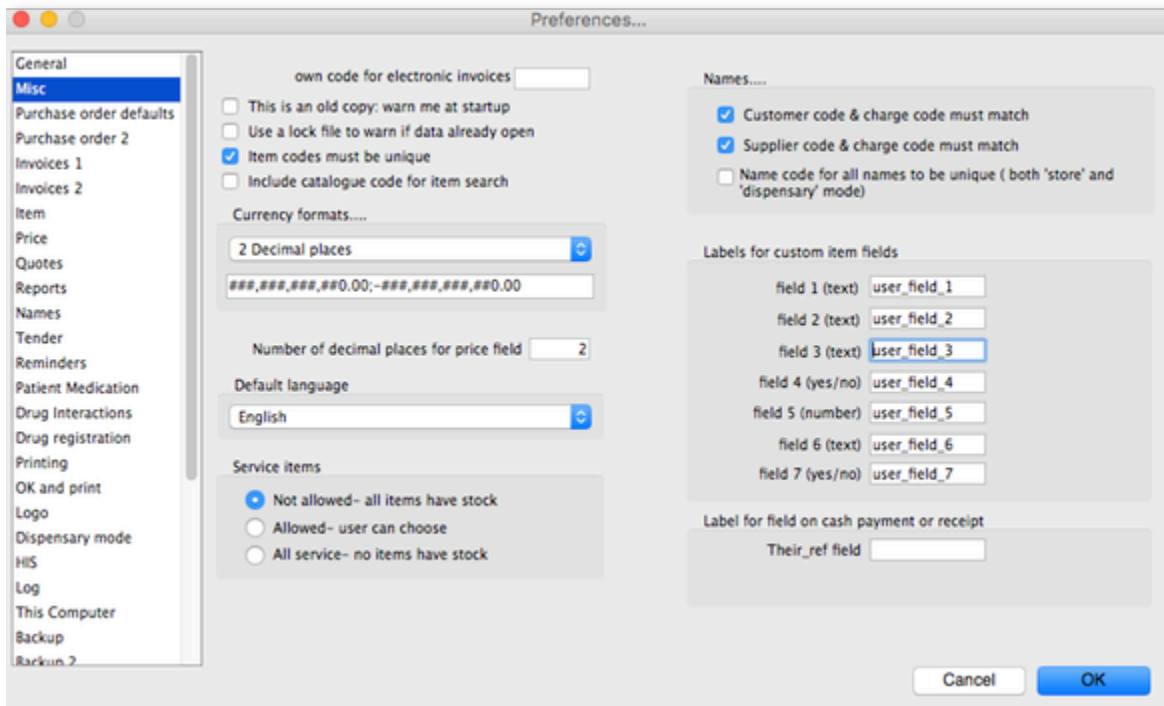 Preferences...
General
Misc
Purchase order defaults
Purchase order 2
Invoices 1
Invoices 2
Item
Price
Quotes
Reports
Names
Tender
Reminders
Patient Medication
Drug Interactions
Drug registration
Printing
OK and print
Logo
Dispensary mode
HIS
Log
This Computer
Backup
Backup 2
own code for electronic invoices
This is an old copy: warn me at startup
Use a lock file to warn if data already open
Item codes must be unique
Include catalogue code for item search
Currency formats....
2 Decimal places
###,###,###,##0.00;-###,###,###,##0.00
Number of decimal places for price field 2
Default language
English
Service items
Not allowed- all items have stock
Allowed- user can choose
All service- no items have stock
Names....
Customer code & charge code must match
Supplier code & charge code must match
Name code for all names to be unique ( both 'store' and
'dispensary' mode)
Labels for custom item fields
field 1 (text) user_field_1
field 2 (text) user_field_2
field 3 (text) user_field_3
field 4 (yes/no) user_field_4
field 5 (number) user_field_5
field 6 (text) user_field_6
field 7 (yes/no) user_field_7
Label for field on cash payment or receipt
Their_ref field
Cancel
OK